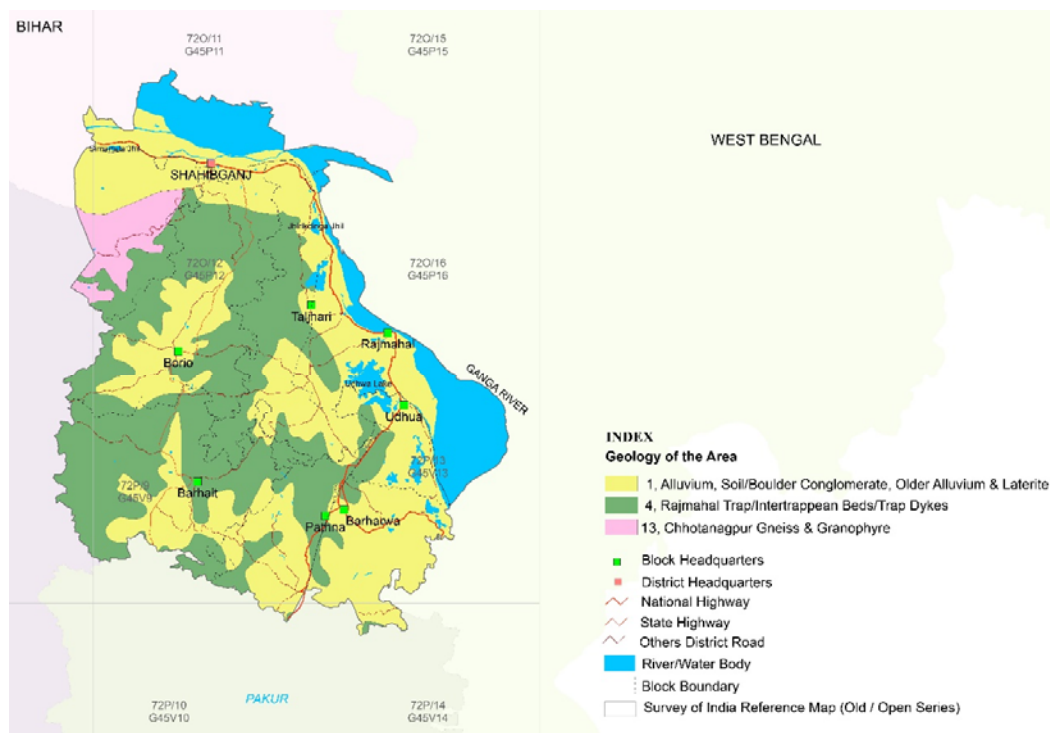 BIHAR
72O/11
G45P11
72O/15
G45P15
WEST BENGAL
SHAHIBGANJ
72O/12
G45P12
72O/16
G45P16
Taljhari
Rajmahal
Borio
Udhwa Lake
GANGA RIVER
Udhua
72P/9
G45V9
72P/13
G45V13
Barhait
Pathna
Barharwa
PAKUR
72P/10
G45V10
72P/14
G45V14
INDEX
Geology of the Area
1, Alluvium, Soil/Boulder Conglomerate, Older Alluvium & Laterite
4, Rajmahal Trap/Intertrappean Beds/Trap Dykes
13, Chhotanagpur Gneiss & Granophyre
Block Headquarters
District Headquarters
National Highway
State Highway
Others District Road
River/Water Body
Block Boundary
Survey of India Reference Map (Old / Open Series)